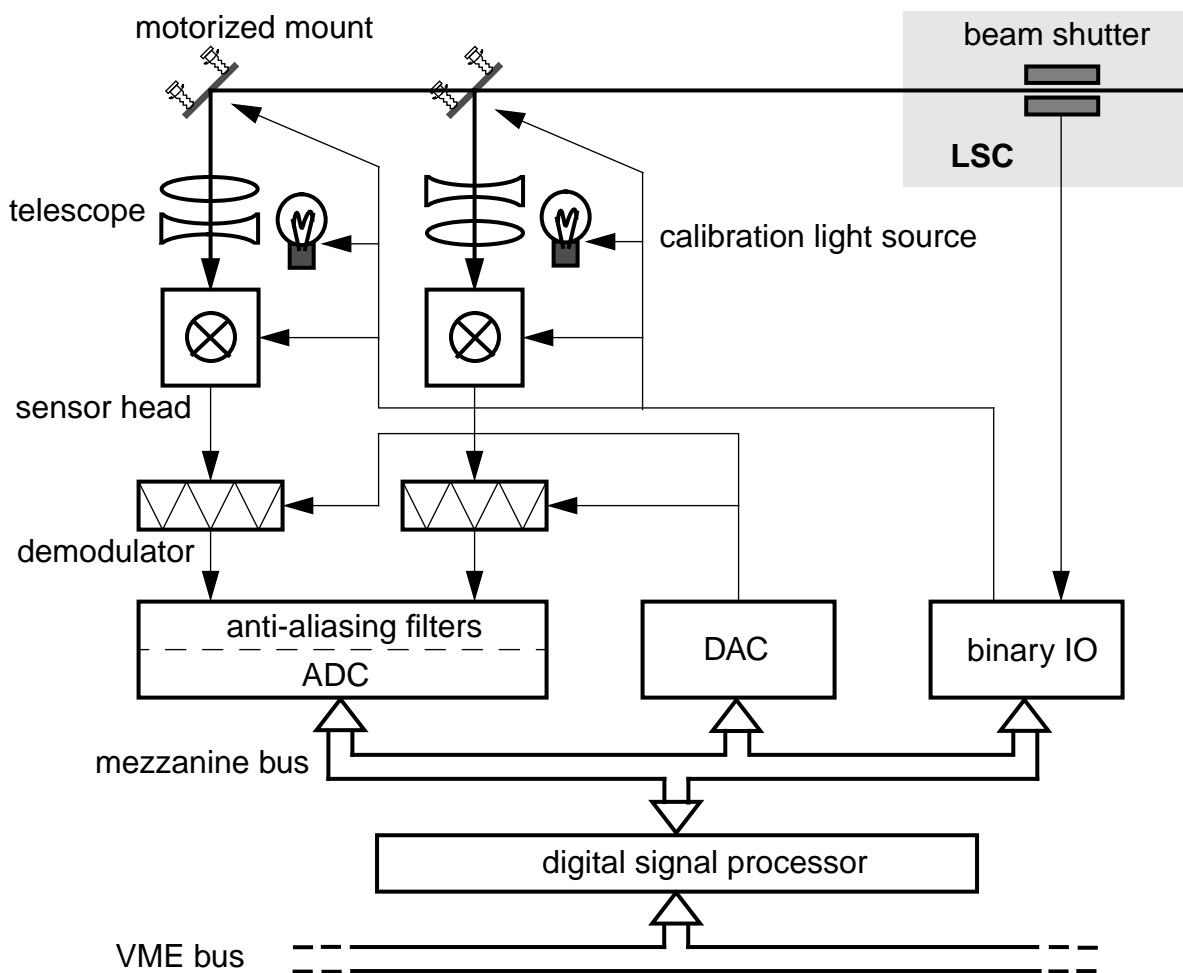 motorized mount
beam shutter
LSC
telescope
calibration light source
sensor head
demodulator
anti-aliasing filters
ADC
DAC
binary IO
mezzanine bus
digital signal processor
VME bus